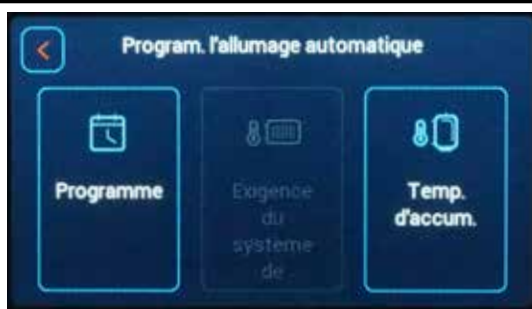 Program. l'allumage automatique
Programme
Exigence
du
système
de
Temp.
d'accum.